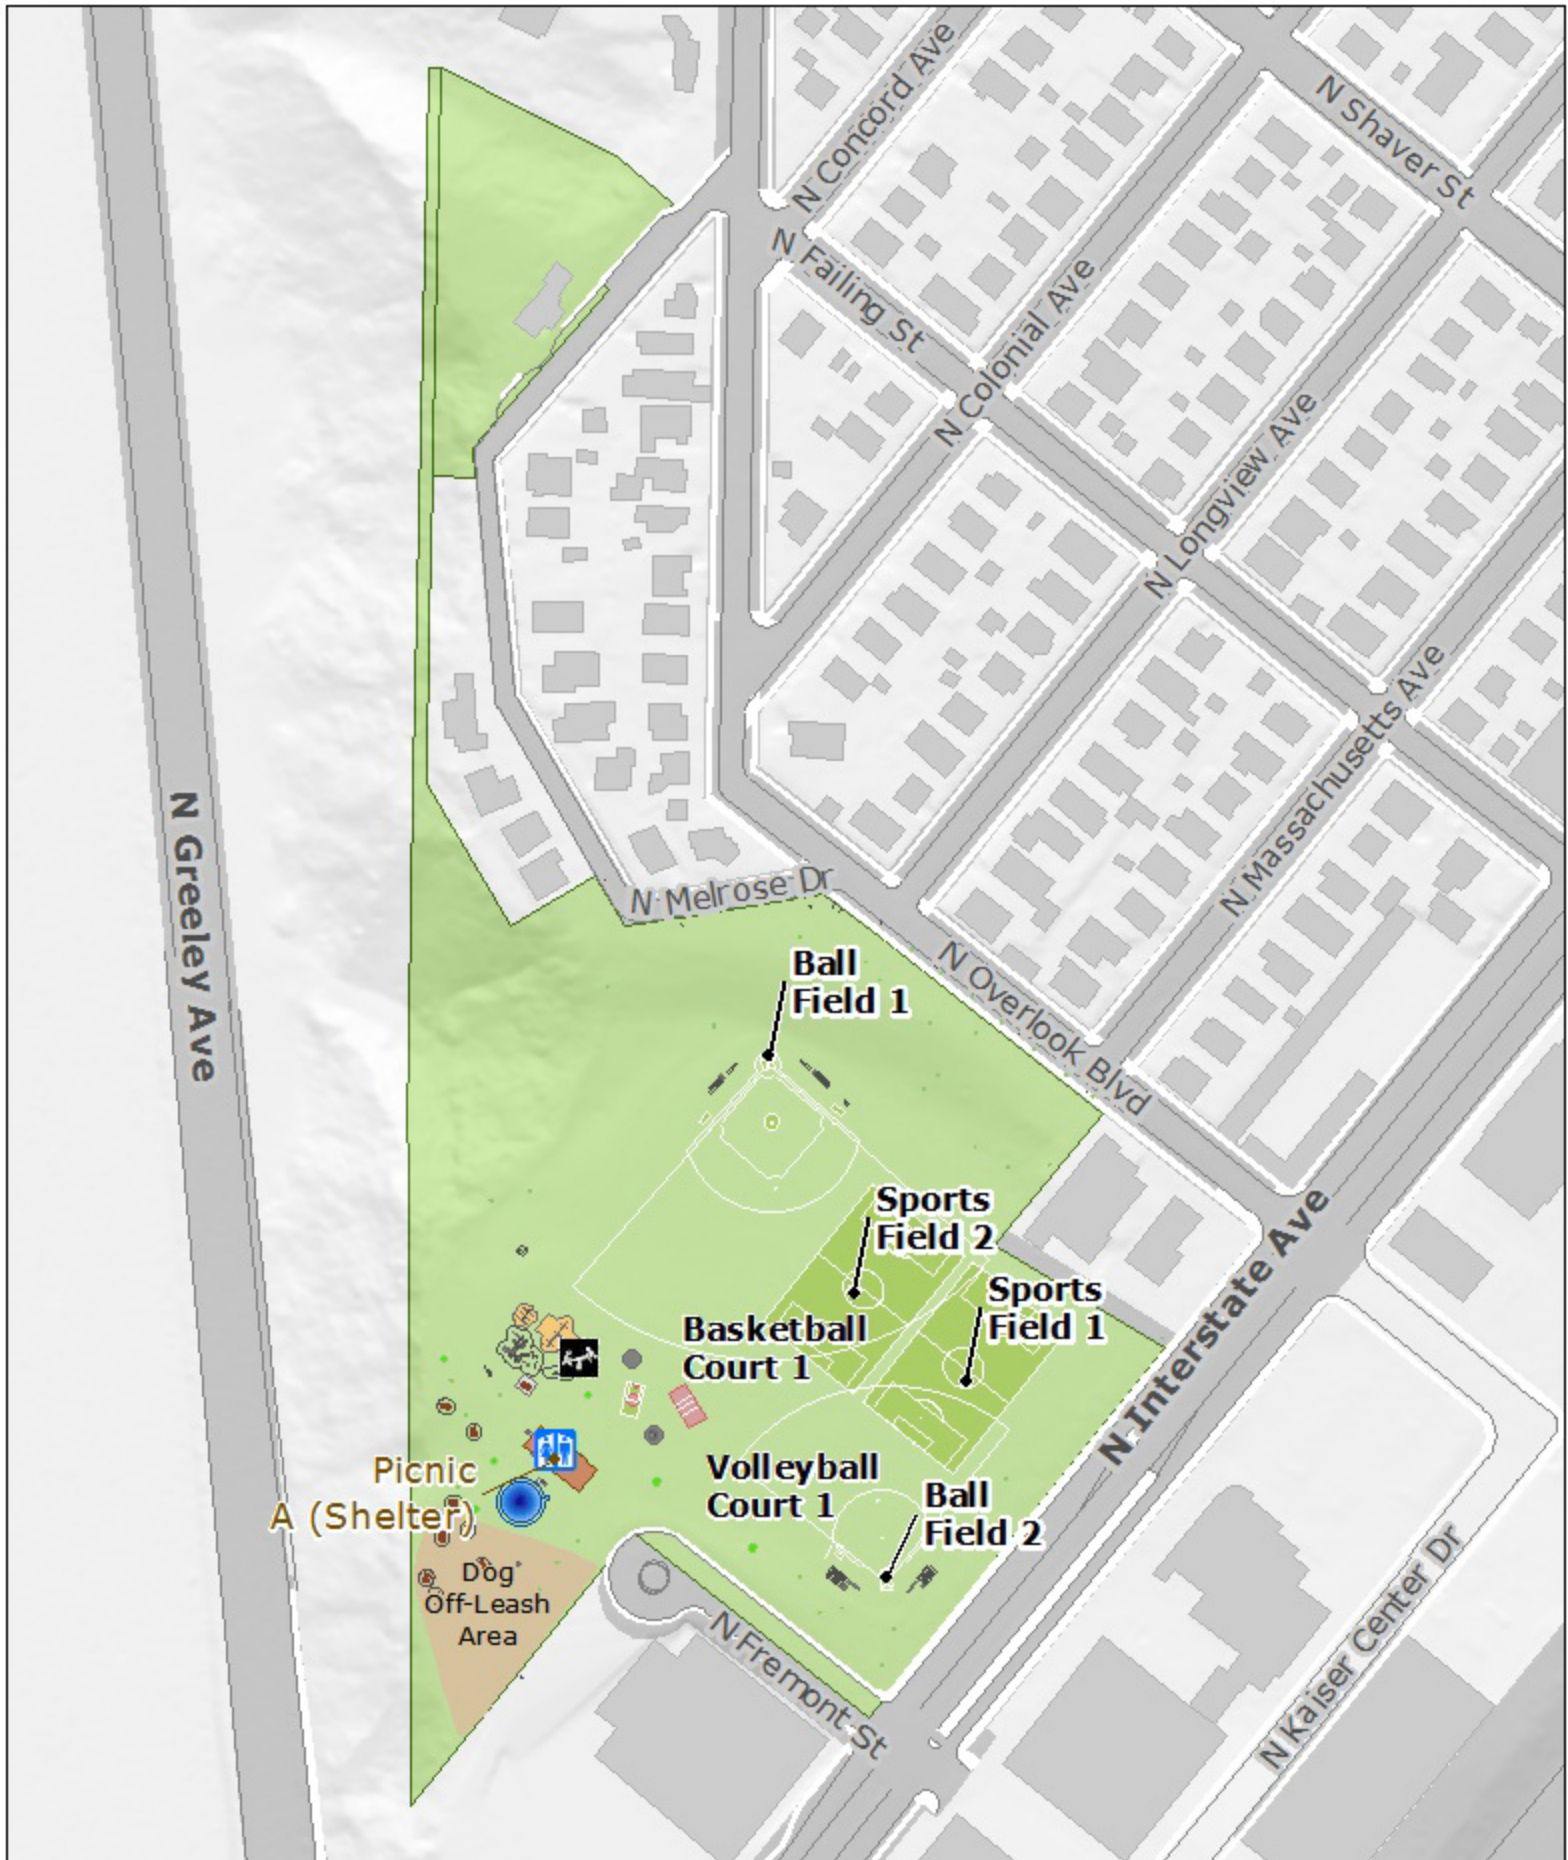 N Concord Ave
N Shaver St
N Failing St
N Colonial Ave
N Longview Ave
N Massachusetts Ave
N Greeley Ave
N Melrose Dr
Ball
Field 1
N Overlook Blvd
Sports
Field 2
Sports
Field 1
Basketball
Court 1
N Interstate Ave
Picnic
A (Shelter)
Volleyball
Court 1
Ball
Field 2
Dog
Off-Leash
Area
N Fremont St
N Kaiser Center Dr